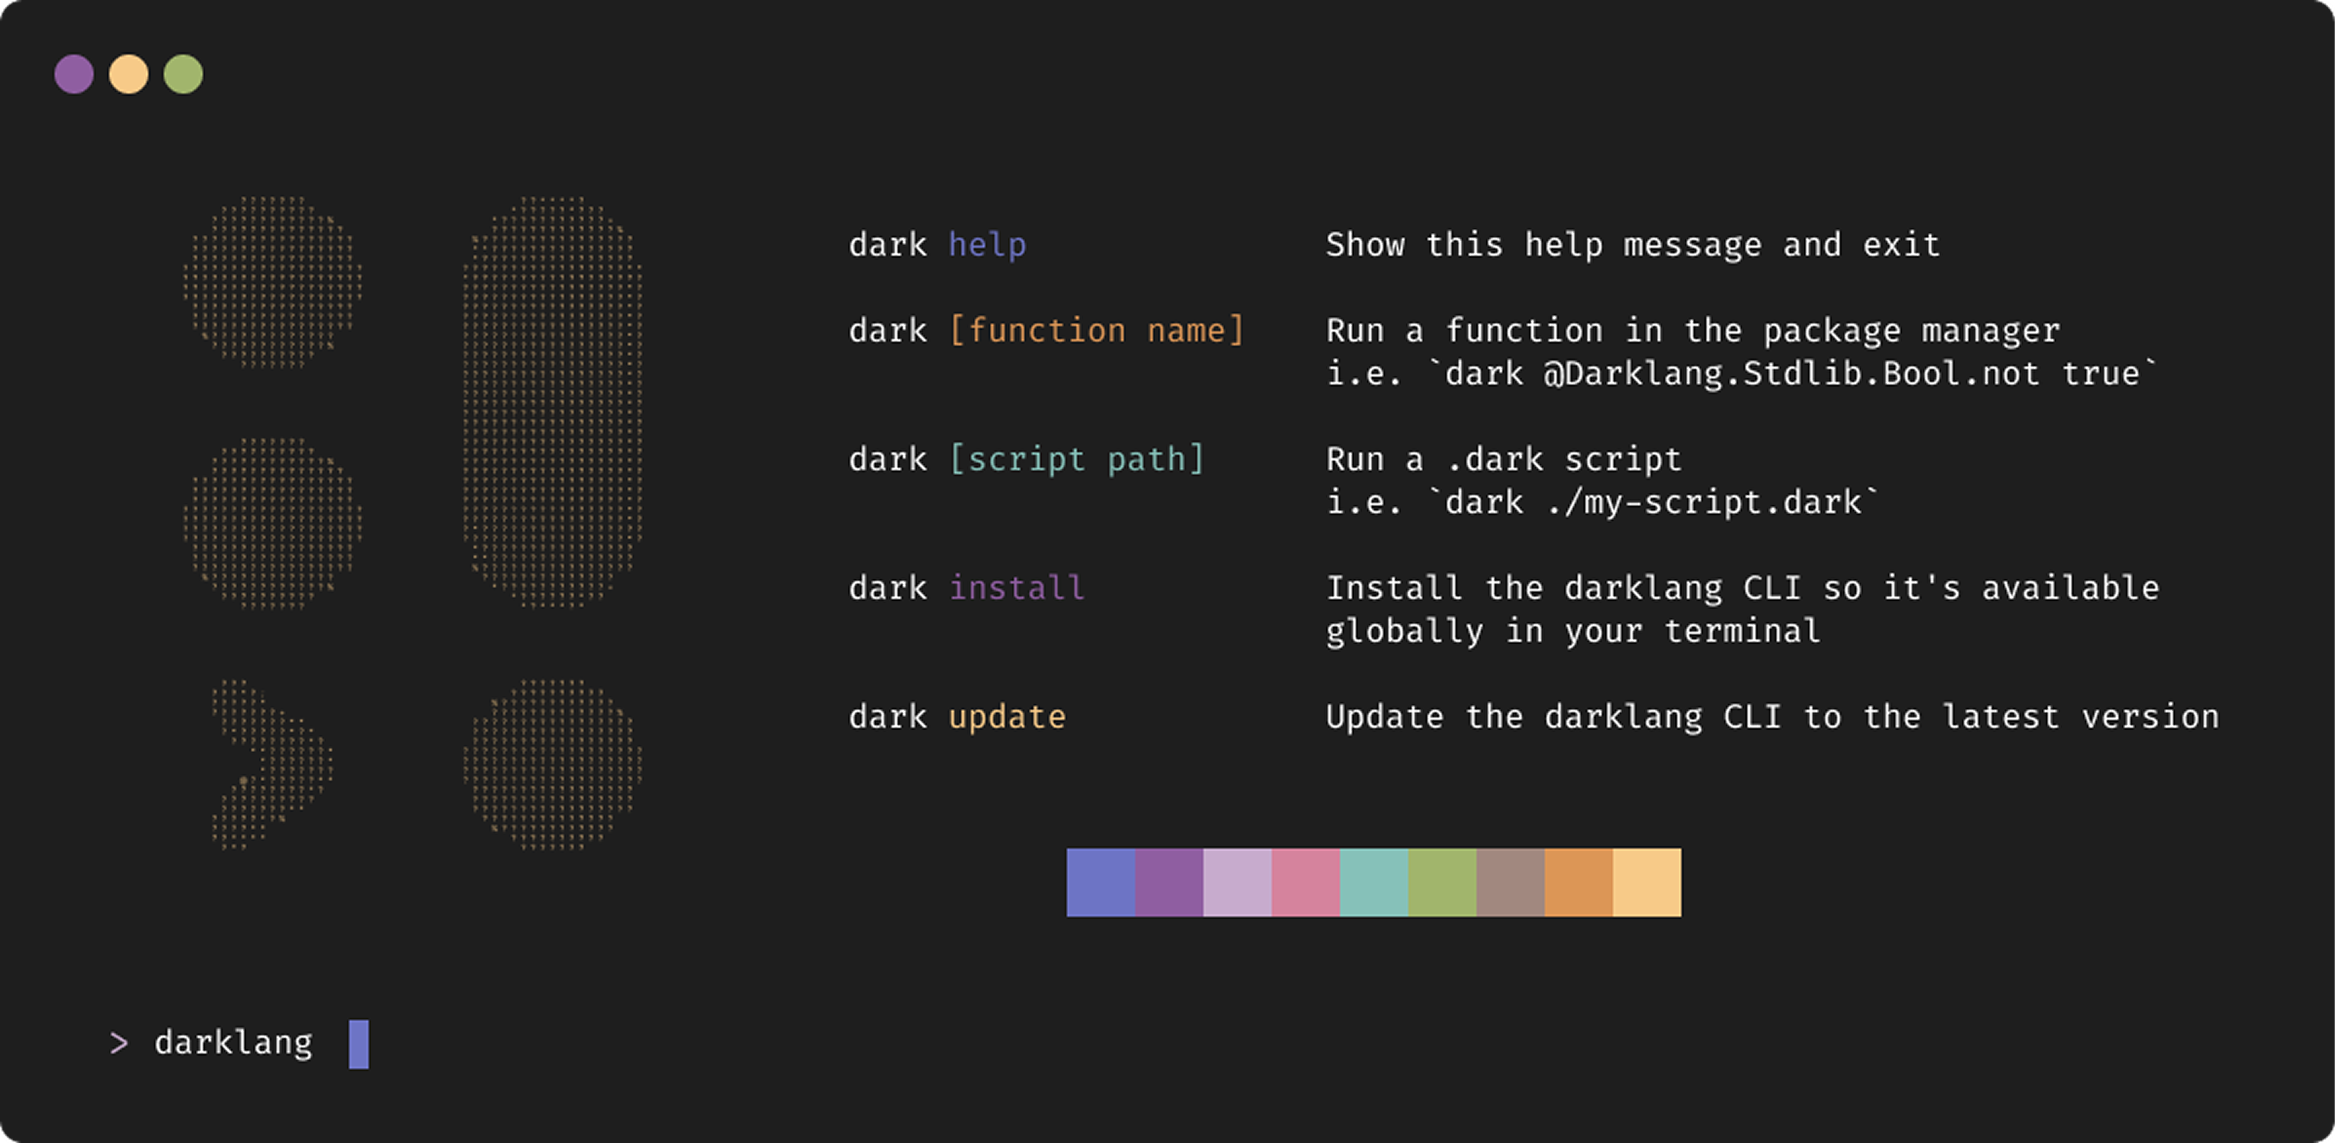 dark help Show this help message and exit
dark [function name] Run a function in the package manager
i.e. `dark @Darklang.Stdlib.Bool.not true`
dark [script path] Run a .dark script
i.e. `dark ./my-script.dark`
dark install Install the darklang CLI so it's available
globally in your terminal
dark update Update the darklang CLI to the latest version
> darklang